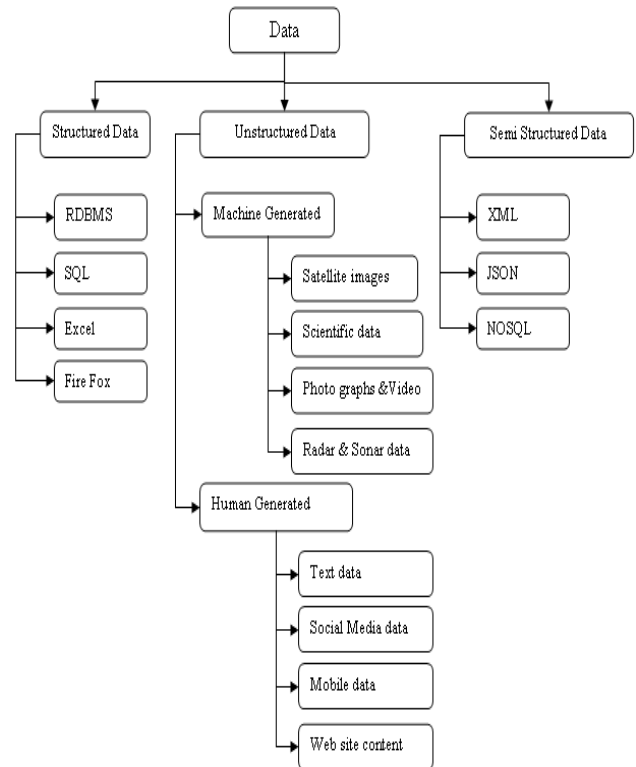 Data
Structured Data
Unstructured Data
Semi Structured Data
RDBMS
SQL
Excel
Fire Fox
Machine Generated
Satellite images
Scientific data
Photo graphs &Video
Radar & Sonar data
Human Generated
Text data
Social Media data
Mobile data
Web site content
XML
JSON
NOSQL